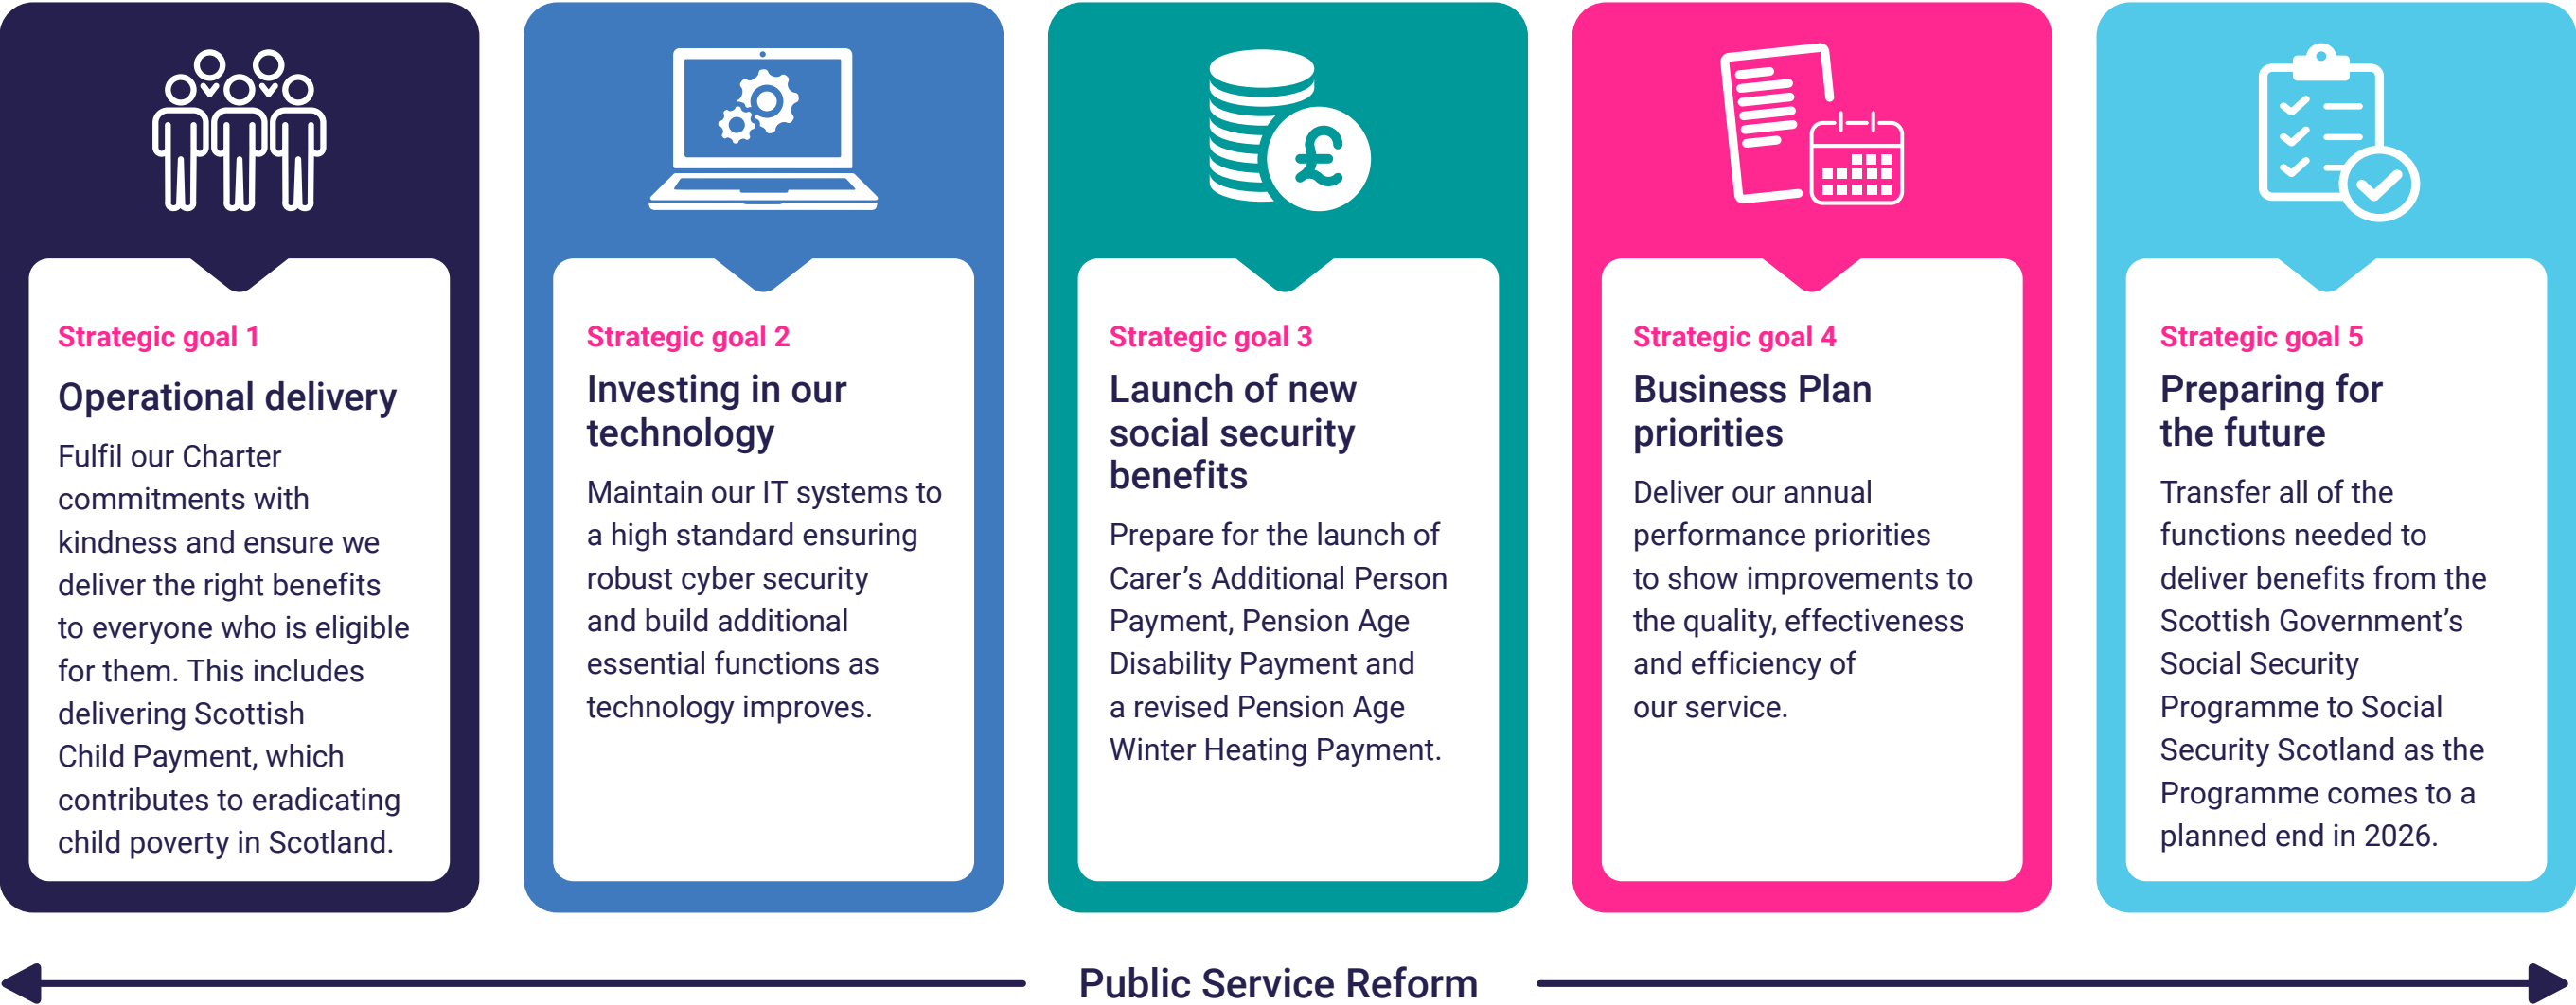 Strategic goal 1
Operational delivery
Fulfil our Charter
commitments with
kindness and ensure we
deliver the right benefits
to everyone who is eligible
for them. This includes
delivering Scottish
Child Payment, which
contributes to eradicating
child poverty in Scotland.
Strategic goal 2
Investing in our
technology
Maintain our IT systems to
a high standard ensuring
robust cyber security
and build additional
essential functions as
technology improves.
Strategic goal 3
Launch of new
social security
benefits
Prepare for the launch of
Carer’s Additional Person
Payment, Pension Age
Disability Payment and
a revised Pension Age
Winter Heating Payment.
Strategic goal 4
Business Plan
priorities
Deliver our annual
performance priorities
to show improvements to
the quality, effectiveness
and efficiency of
our service.
Strategic goal 5
Preparing for
the future
Transfer all of the
functions needed to
deliver benefits from the
Scottish Government’s
Social Security
Programme to Social
Security Scotland as the
Programme comes to a
planned end in 2026.
Public Service Reform